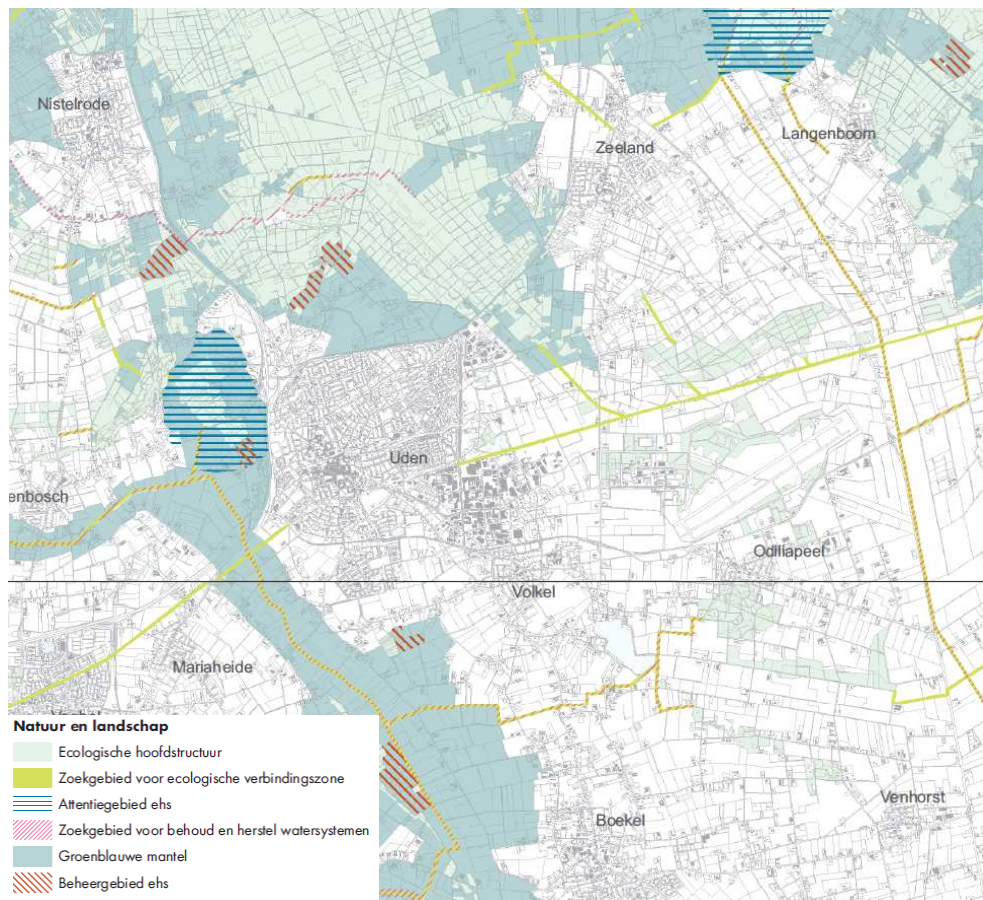 Nistelrode
Zeeland
Langenboom
Uden
enbosch
Odiliapeel
Volkel
Mariaheide
Natuur en landschap
Ecologische hoofdstructuur
Zoekgebied voor ecologische verbindingszone
Attentiegebied ehs
Zoekgebied voor behoud en herstel watersystemen
Groenblauwe mantel
Beheergebied ehs
Boekel
Venhorst